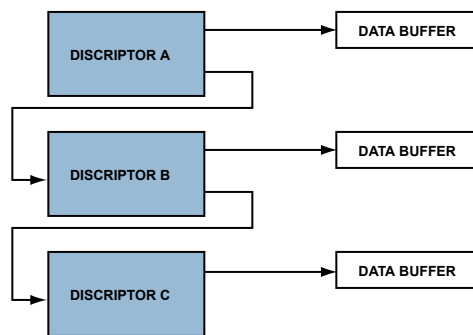 DISCRIPTOR A
DATA BUFFER
DISCRIPTOR B
DATA BUFFER
DISCRIPTOR C
DATA BUFFER